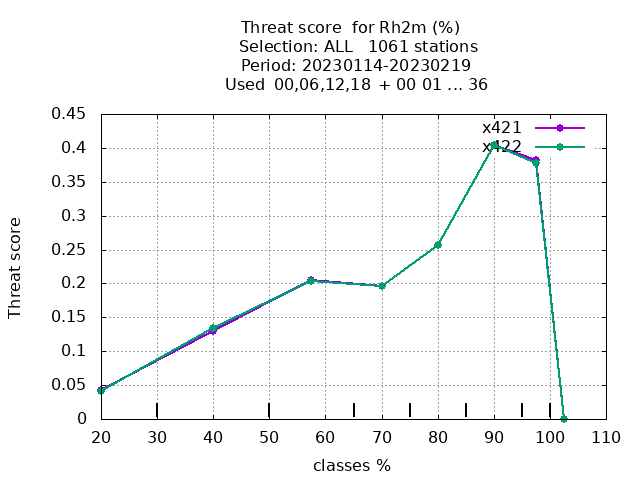 Threat score  for Rh2m (%)
Selection: ALL   1061 stations
Period: 20230114-20230219
Used  00,06,12,18  + 00 01 ... 36
x421
x422
0.45
0.4
0.35
0.3
0.25
0.2
0.15
0.1
0.05
0
Threat score
20 30 40 50 60 70 80 90 100 110
classes %